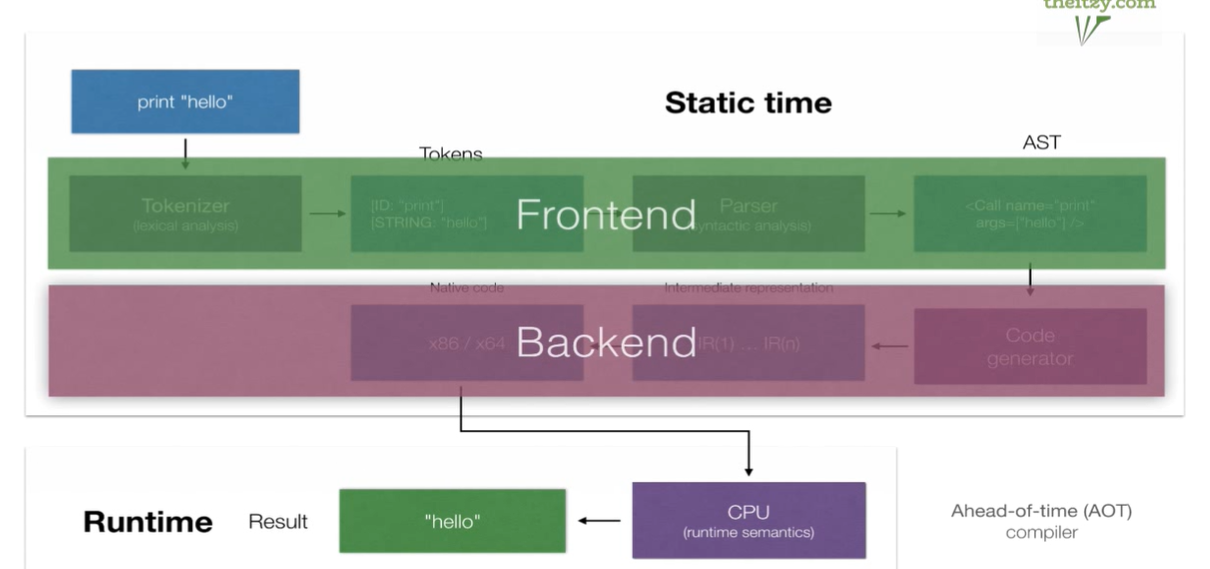 theitzy.com
print "hello"
Static time
Tokens
AST
Tokenizer
(lexical analysis)
[ID: "print"]
[STRING: "hello"]
Frontend
Parser
(syntactic analysis)
<Call name="print"
args=["hello"] />
Native code
Intermediate representation
x86 / x64
Backend
IR(1) ... IR(n)
Code
generator
Runtime
Result
"hello"
CPU
(runtime semantics)
Ahead-of-time (AOT)
compiler